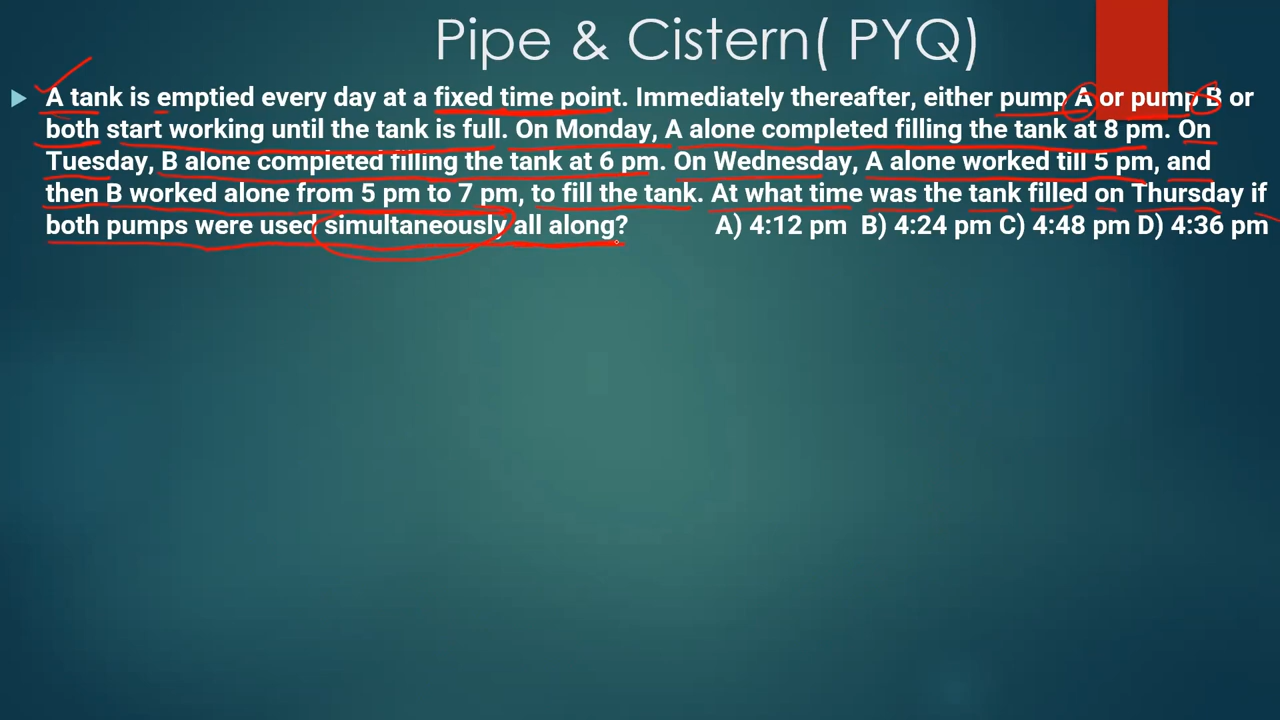 Pipe & Cistern( PYQ)
A tank is emptied every day at a fixed time point. Immediately thereafter, either pump A or pump B or
both start working until the tank is full. On Monday, A alone completed filling the tank at 8 pm. On
Tuesday, B alone completed filling the tank at 6 pm. On Wednesday, A alone worked till 5 pm, and
then B worked alone from 5 pm to 7 pm, to fill the tank. At what time was the tank filled on Thursday if
both pumps were used simultaneously all along? A) 4:12 pm B) 4:24 pm C) 4:48 pm D) 4:36 pm